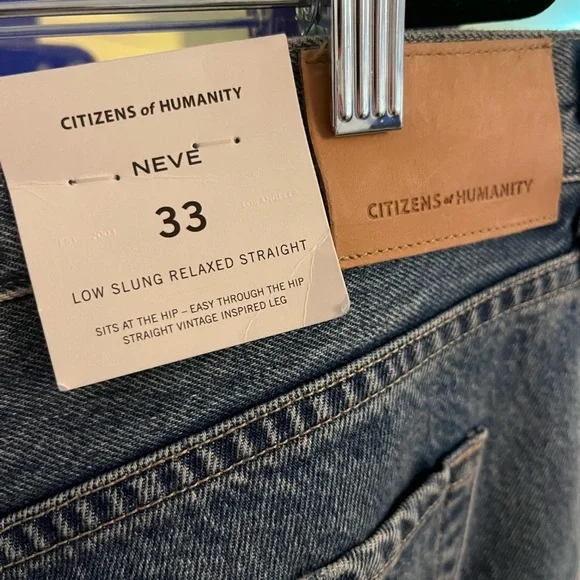 CITIZENS of HUMANITY
NEVE
33
LOW SLUNG RELAXED STRAIGHT
SITS AT THE HIP – EASY THROUGH THE HIP
STRAIGHT VINTAGE INSPIRED LEG
CITIZENS of HUMANITY